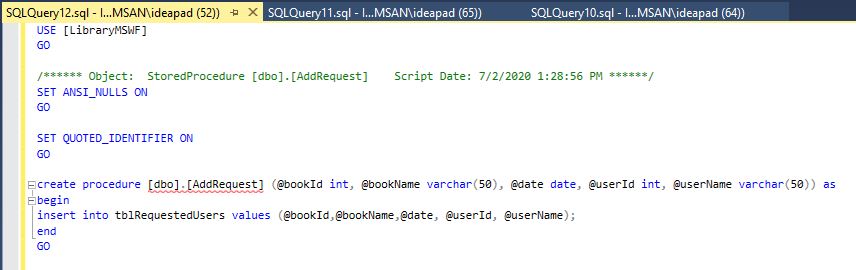 SQLQuery12.sql - I...MSAN\ideapad (52)) SQLQuery11.sql - I...MSAN\ideapad (65)) SQLQuery10.sql - I...MSAN\ideapad (64))
USE [LibraryMSWF]
GO
/****** Object:  StoredProcedure [dbo].[AddRequest]    Script Date: 7/2/2020 1:28:56 PM ******/
SET ANSI_NULLS ON
GO
SET QUOTED_IDENTIFIER ON
GO
create procedure [dbo].[AddRequest] (@bookId int, @bookName varchar(50), @date date, @userId int, @userName varchar(50)) as
begin
insert into tblRequestedUsers values (@bookId,@bookName,@date, @userId, @userName);
end
GO